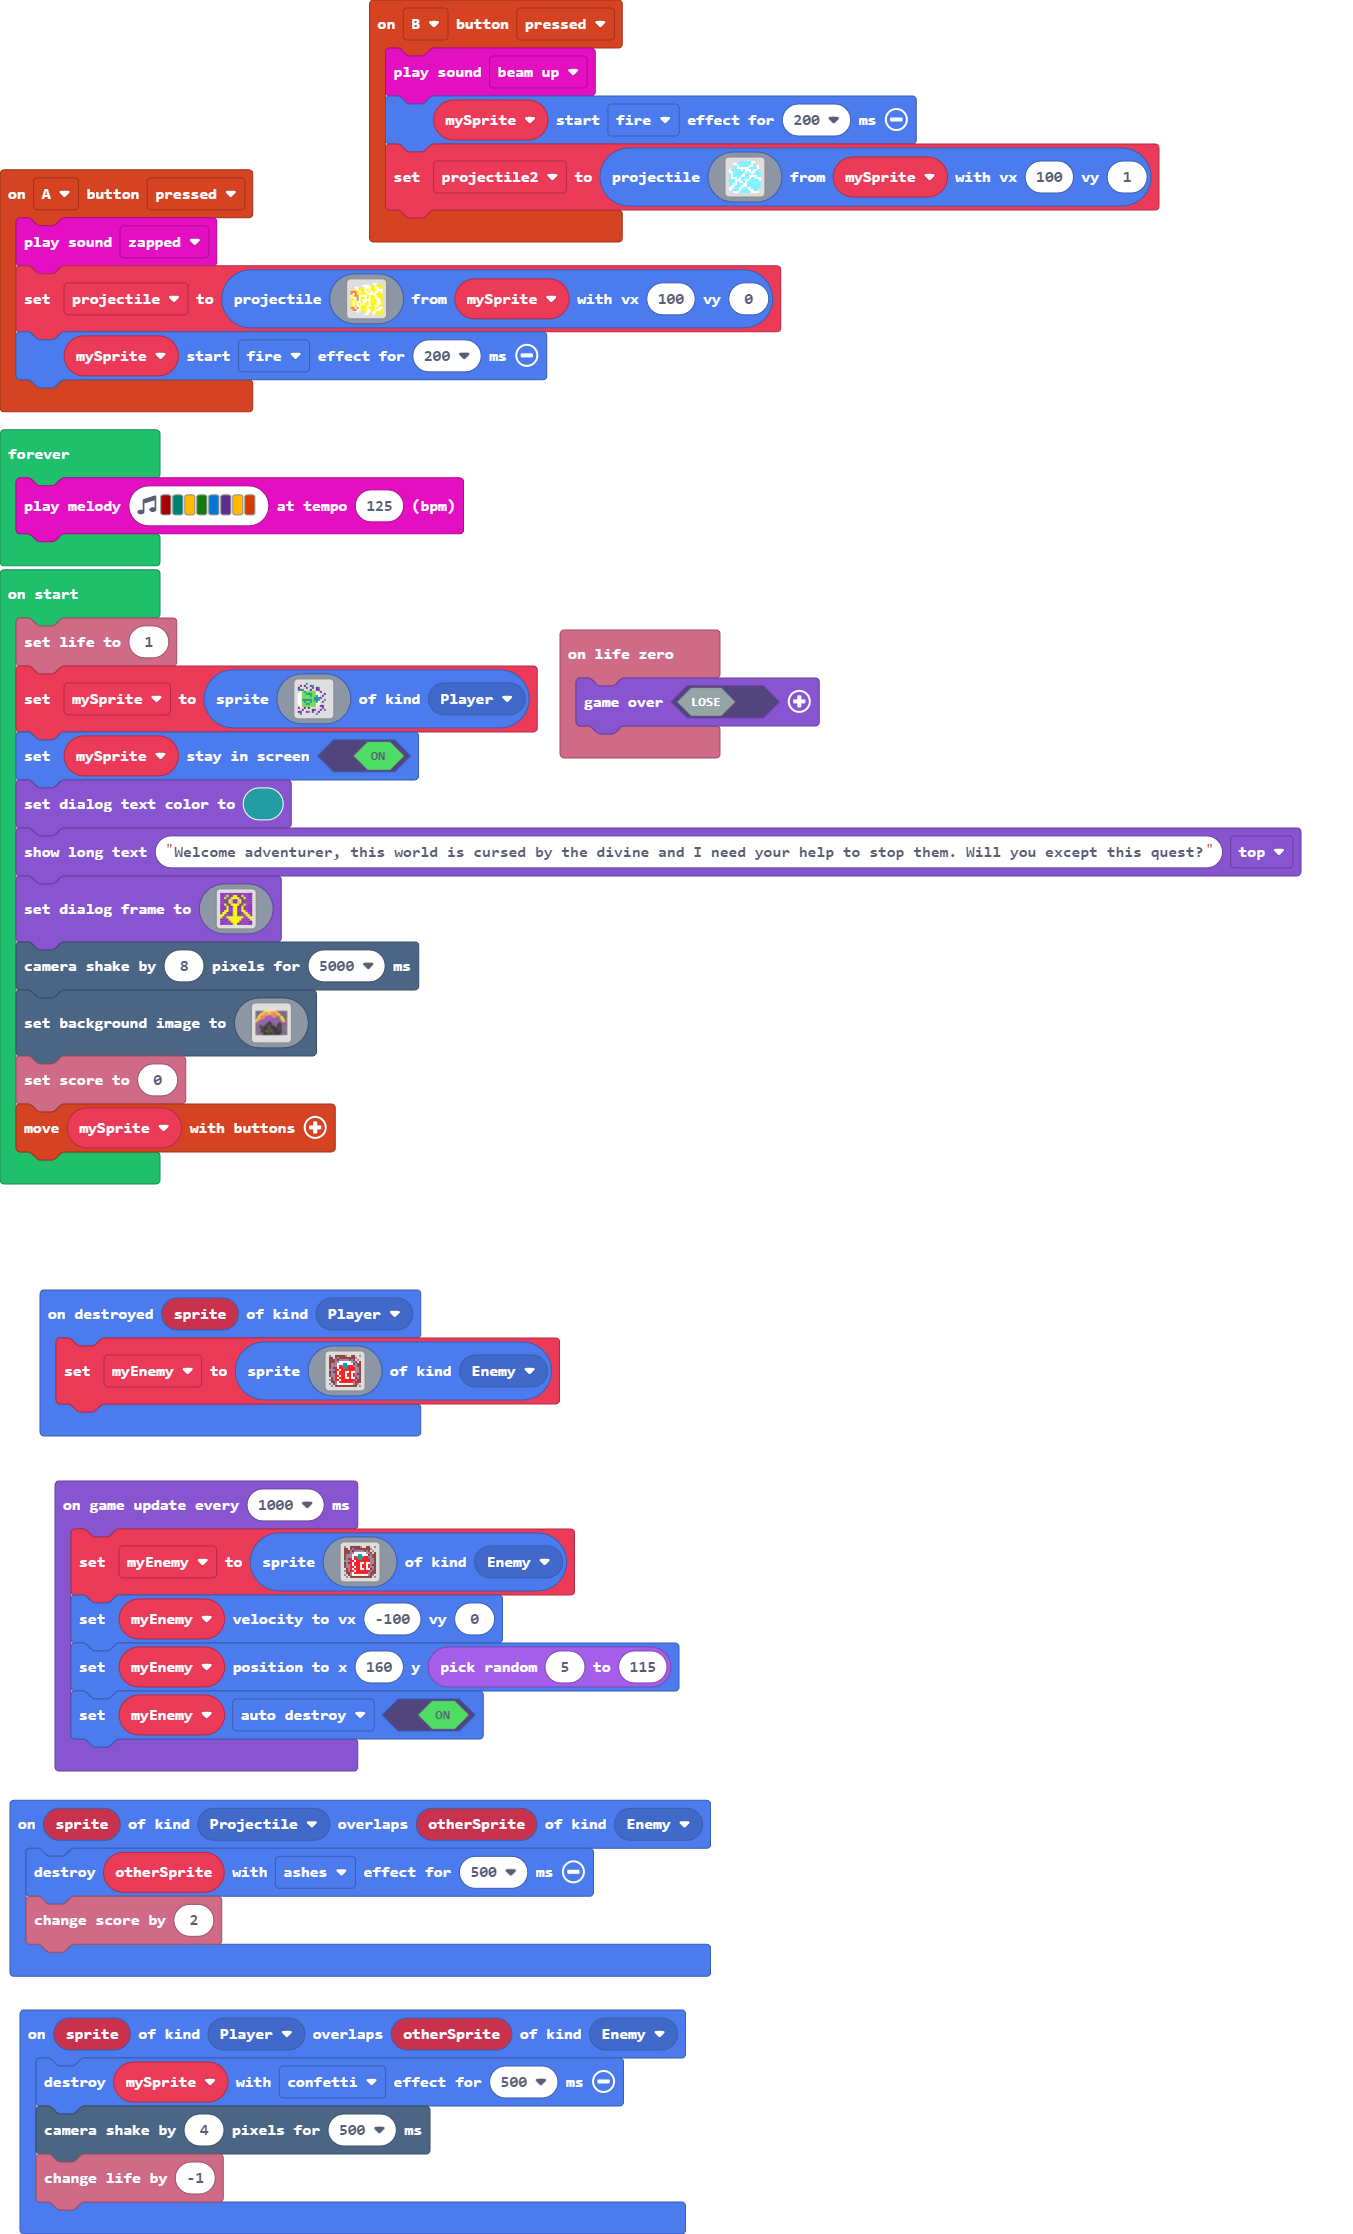 on B button pressed
play sound beam up
mySprite start fire effect for 200 ms
set projectile2 to projectile from mySprite with vx 100 vy 1
on A button pressed
play sound zapped
set projectile to projectile from mySprite with vx 100 vy 0
mySprite start fire effect for 200 ms
forever
play melody at tempo 125 (bpm)
on start
set life to 1
set mySprite to sprite of kind Player
set mySprite stay in screen ON
set dialog text color to
show long text "Welcome adventurer, this world is cursed by the divine and I need your help to stop them. Will you except this quest?" top
set dialog frame to
camera shake by 8 pixels for 5000 ms
set background image to
set score to 0
move mySprite with buttons
on life zero
game over LOSE
on destroyed sprite of kind Player
set myEnemy to sprite of kind Enemy
on game update every 1000 ms
set myEnemy to sprite of kind Enemy
set myEnemy velocity to vx -100 vy 0
set myEnemy position to x 160 y pick random 5 to 115
set myEnemy auto destroy ON
on sprite of kind Projectile overlaps otherSprite of kind Enemy
destroy otherSprite with ashes effect for 500 ms
change score by 2
on sprite of kind Player overlaps otherSprite of kind Enemy
destroy mySprite with confetti effect for 500 ms
camera shake by 4 pixels for 500 ms
change life by -1